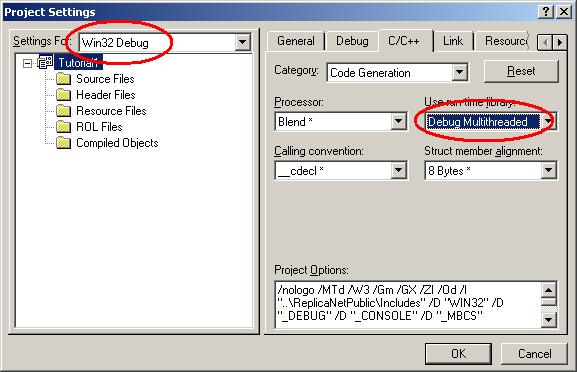 Project Settings
Settings For: Win32 Debug
Tutorial1
Source Files
Header Files
Resource Files
ROL Files
Compiled Objects
General Debug C/C++ Link Resourc
Category: Code Generation Reset
Processor: Use run-time library:
Blend * Debug Multithreaded
Calling convention: Struct member alignment:
__cdecl * 8 Bytes *
Project Options:
/nologo /MTd /W3 /Gm /GX /ZI /Od /I
"..\ReplicaNetPublic\Includes" /D "WIN32" /D
"_DEBUG" /D "_CONSOLE" /D "_MBCS"
OK Cancel